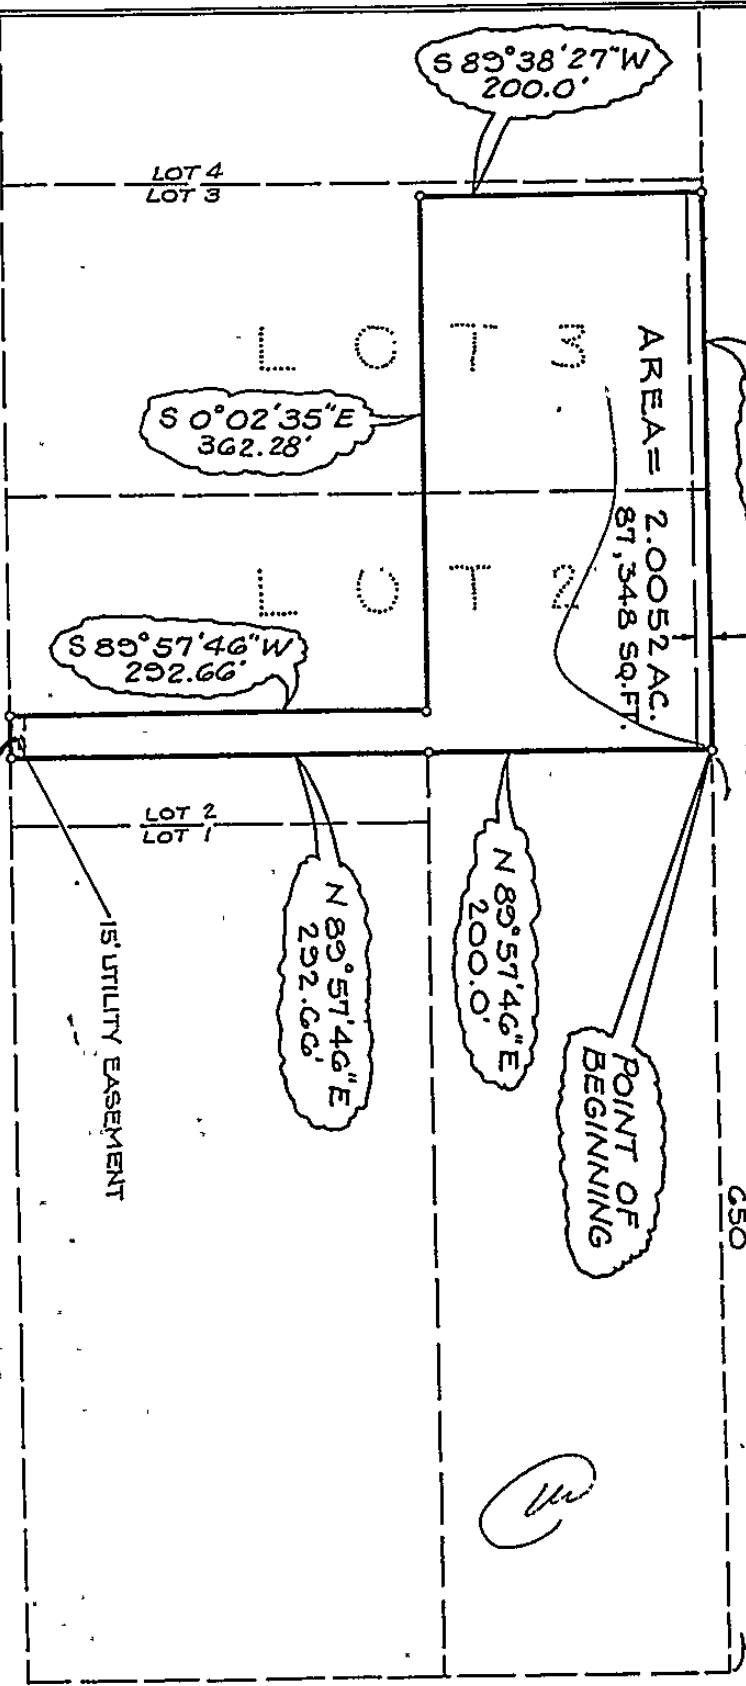 S 89°38'27"W
200.0'
LOT 4
LOT 3
LOT 3
AREA = 2.0052 AC.
87,348 SQ.FT.
S 0°02'35"E
362.28'
LOT 2
S 89°57'46"W
292.66'
LOT 2
LOT 1
N 89°57'46"E
292.66'
N 89°57'46"E
200.0'
POINT OF
BEGINNING
15' UTILITY EASEMENT
650